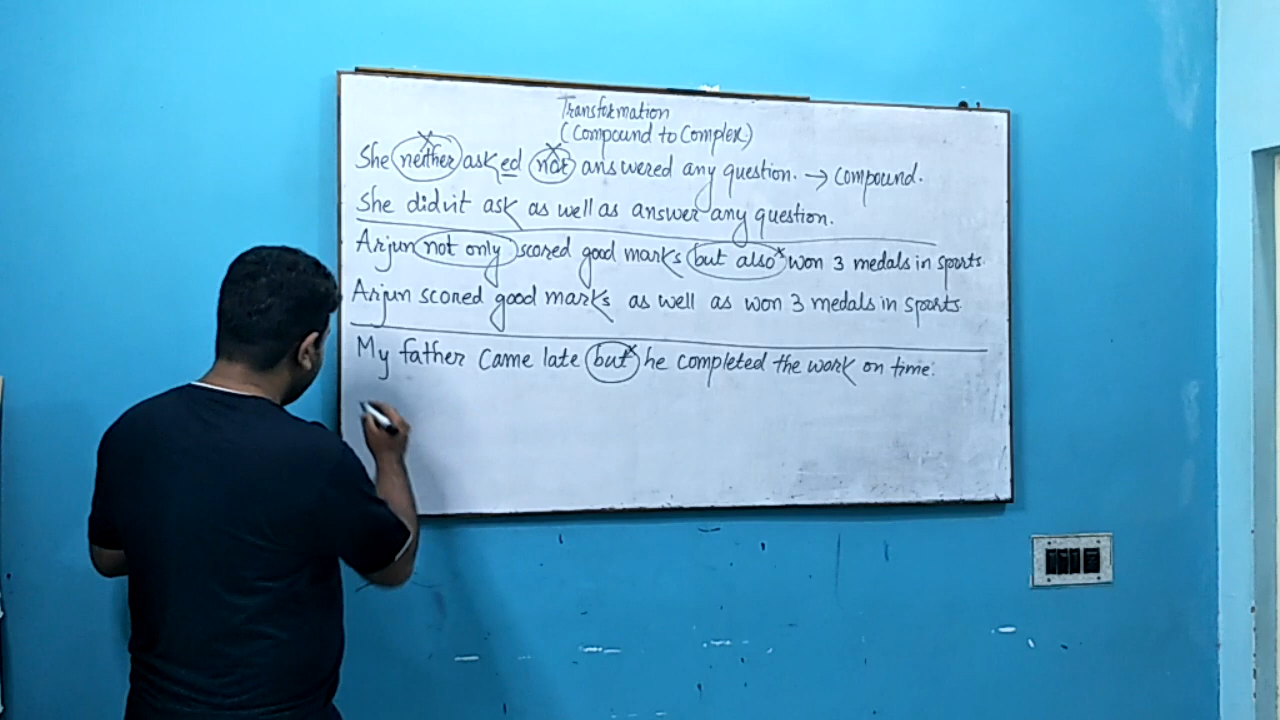 Transformation
(Compound to Complex)
She neither asked nor answered any question. → Compound.
She didn't ask as well as answer any question.
Arjun not only scored good marks but also won 3 medals in sports.
Arjun scored good marks as well as won 3 medals in sports.
My father came late but he completed the work on time.